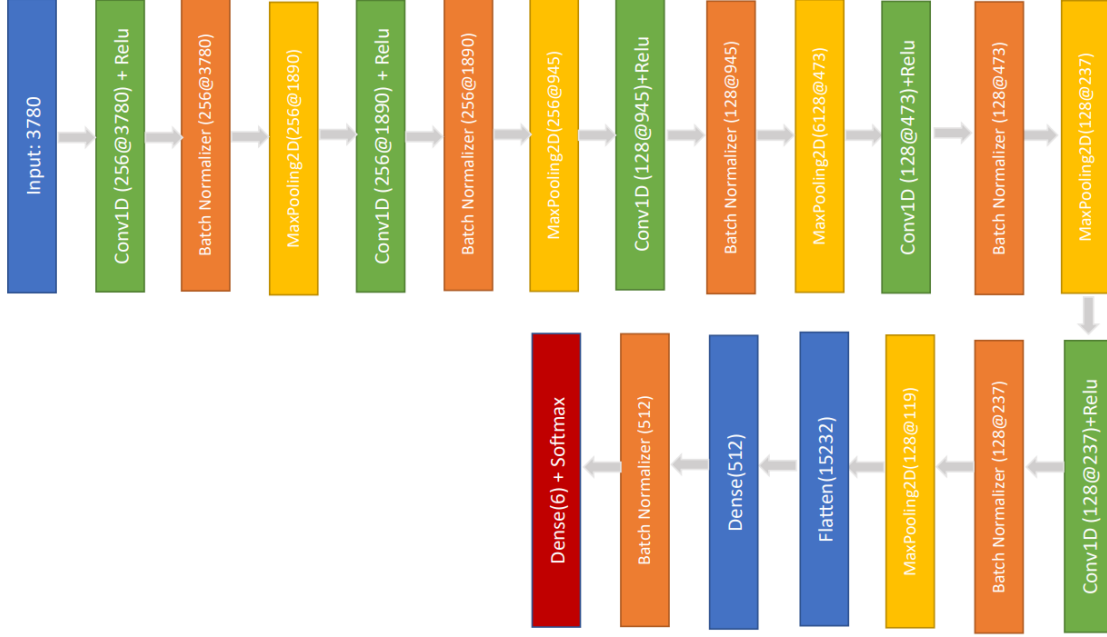 Input: 3780
Conv1D (256@3780) + Relu
Batch Normalizer (256@3780)
MaxPooling2D(256@1890)
Conv1D (256@1890) + Relu
Batch Normalizer (256@1890)
MaxPooling2D(256@945)
Conv1D (128@945)+Relu
Batch Normalizer (128@945)
MaxPooling2D(6128@473)
Conv1D (128@473)+Relu
Batch Normalizer (128@473)
MaxPooling2D(128@237)
Conv1D (128@237)+Relu
Batch Normalizer (128@237)
MaxPooling2D(128@119)
Flatten(15232)
Dense(512)
Batch Normalizer (512)
Dense(6) + Softmax